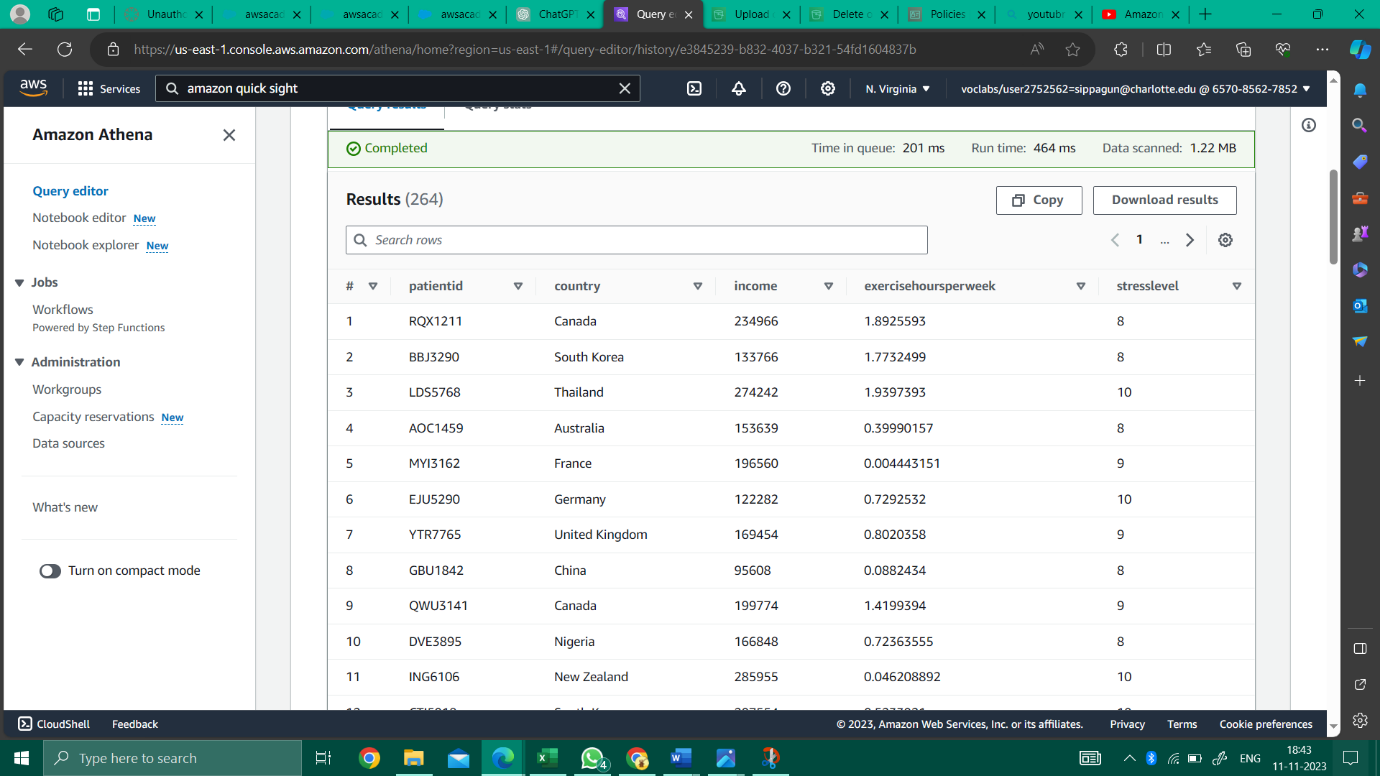 Unautho
awsacad
awsacad
awsacad
ChatGPT
Query e
Upload
Delete o
Policies
youtube
Amazon
https://us-east-1.console.aws.amazon.com/athena/home?region=us-east-1#/query-editor/history/e3845239-b832-4037-b321-54fd1604837b
aws
Services
amazon quick sight
N. Virginia
voclabs/user2752562=sippagun@charlotte.edu @ 6570-8562-7852
Amazon Athena
Query editor
Notebook editor New
Notebook explorer New
Jobs
Workflows
Powered by Step Functions
Administration
Workgroups
Capacity reservations New
Data sources
What's new
Turn on compact mode
Query results
Query stats
Completed
Time in queue: 201 ms
Run time: 464 ms
Data scanned: 1.22 MB
Results (264)
Copy
Download results
Search rows
1 ...
# patientid country income exercisehoursperweek stresslevel
1 RQX1211 Canada 234966 1.8925593 8
2 BBJ3290 South Korea 133766 1.7732499 8
3 LDS5768 Thailand 274242 1.9397393 10
4 AOC1459 Australia 153639 0.39990157 8
5 MYI3162 France 196560 0.004443151 9
6 EJU5290 Germany 122282 0.7292532 10
7 YTR7765 United Kingdom 169454 0.8020358 9
8 GBU1842 China 95608 0.0882434 8
9 QWU3141 Canada 199774 1.4199394 9
10 DVE3895 Nigeria 166848 0.72363555 8
11 ING6106 New Zealand 285955 0.046208892 10
CloudShell
Feedback
© 2023, Amazon Web Services, Inc. or its affiliates.
Privacy
Terms
Cookie preferences
Type here to search
4
ENG
18:43
11-11-2023